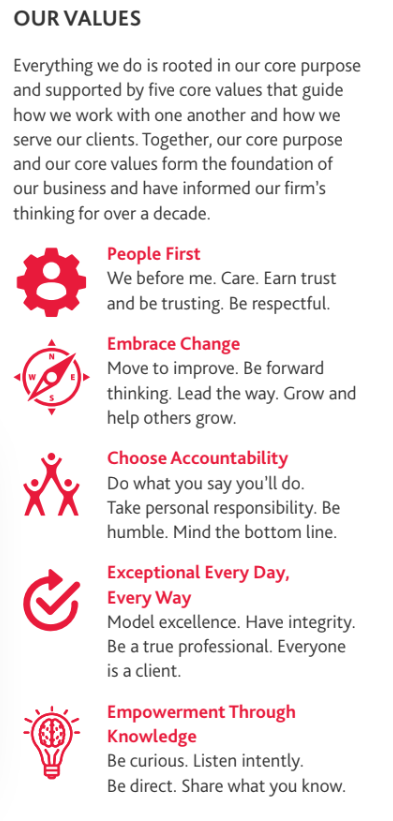 OUR VALUES
Everything we do is rooted in our core purpose
and supported by five core values that guide
how we work with one another and how we
serve our clients. Together, our core purpose
and our core values form the foundation of
our business and have informed our firm's
thinking for over a decade.
People First
We before me. Care. Earn trust
and be trusting. Be respectful.
N
W
E
S
Embrace Change
Move to improve. Be forward
thinking. Lead the way. Grow and
help others grow.
Choose Accountability
Do what you say you'll do.
Take personal responsibility. Be
humble. Mind the bottom line.
Exceptional Every Day,
Every Way
Model excellence. Have integrity.
Be a true professional. Everyone
is a client.
Empowerment Through
Knowledge
Be curious. Listen intently.
Be direct. Share what you know.